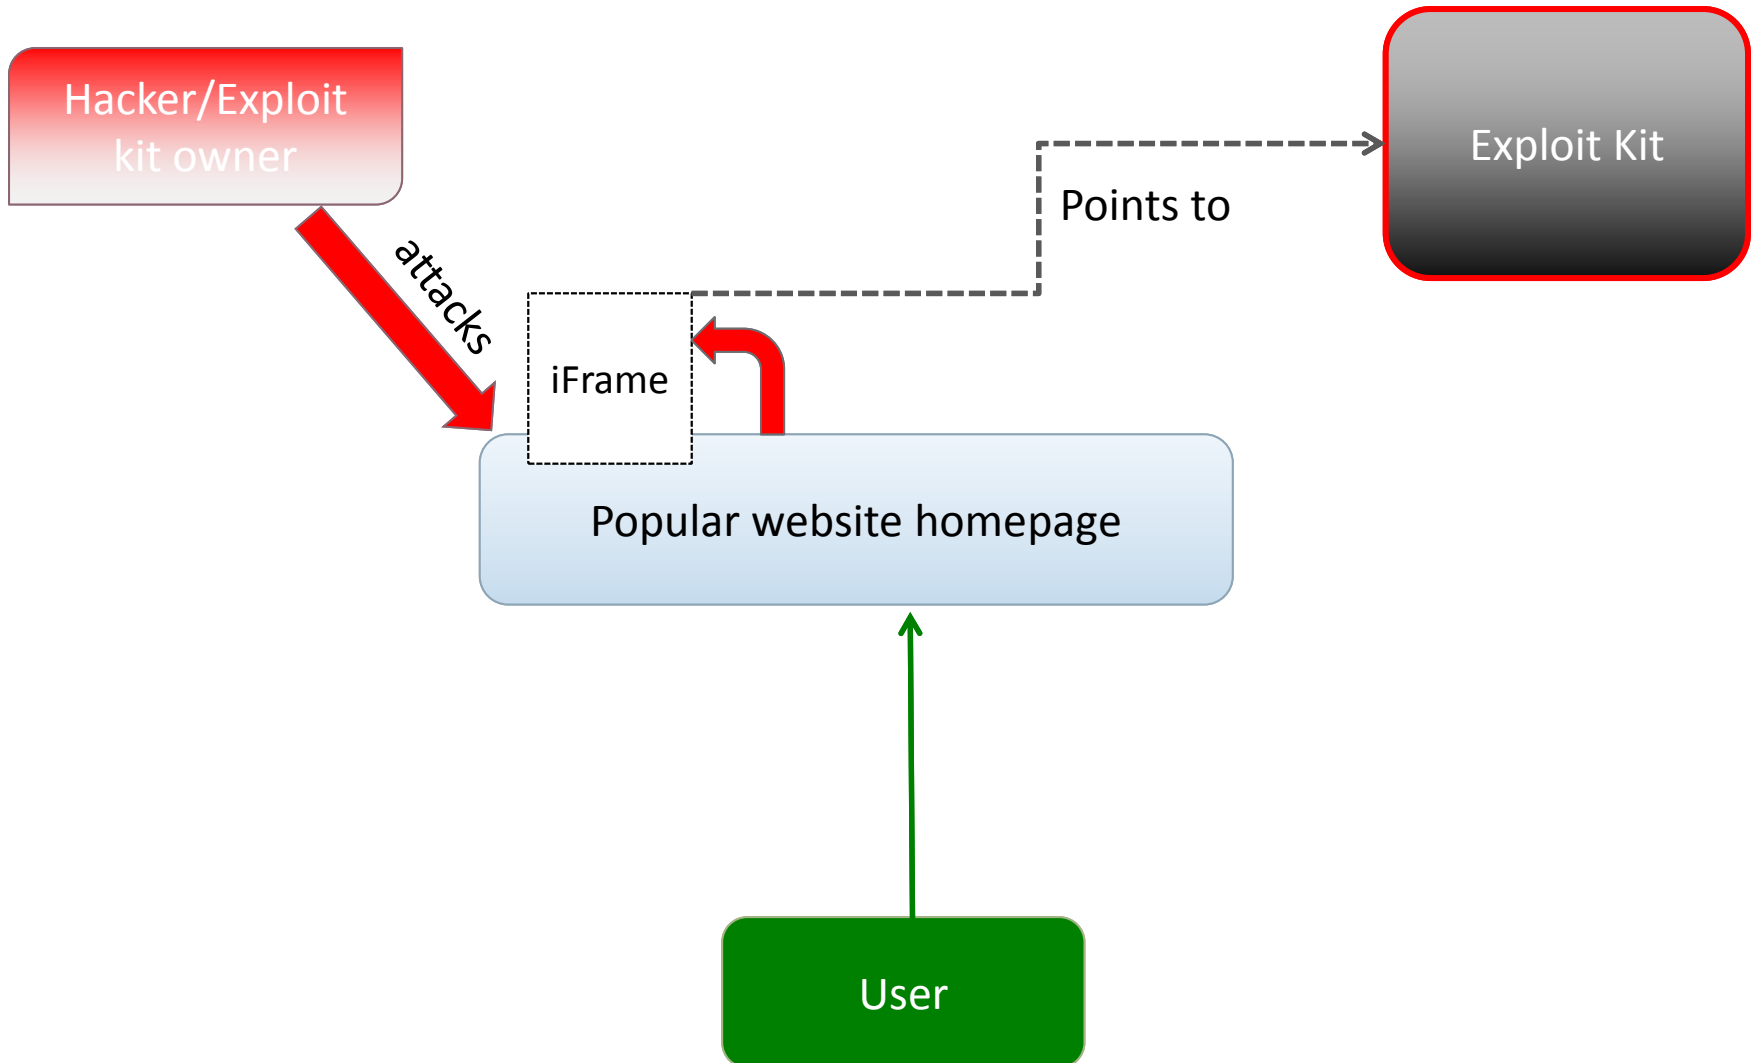 Hacker/Exploit
kit owner
Exploit Kit
Points to
attacks
iFrame
Popular website homepage
User